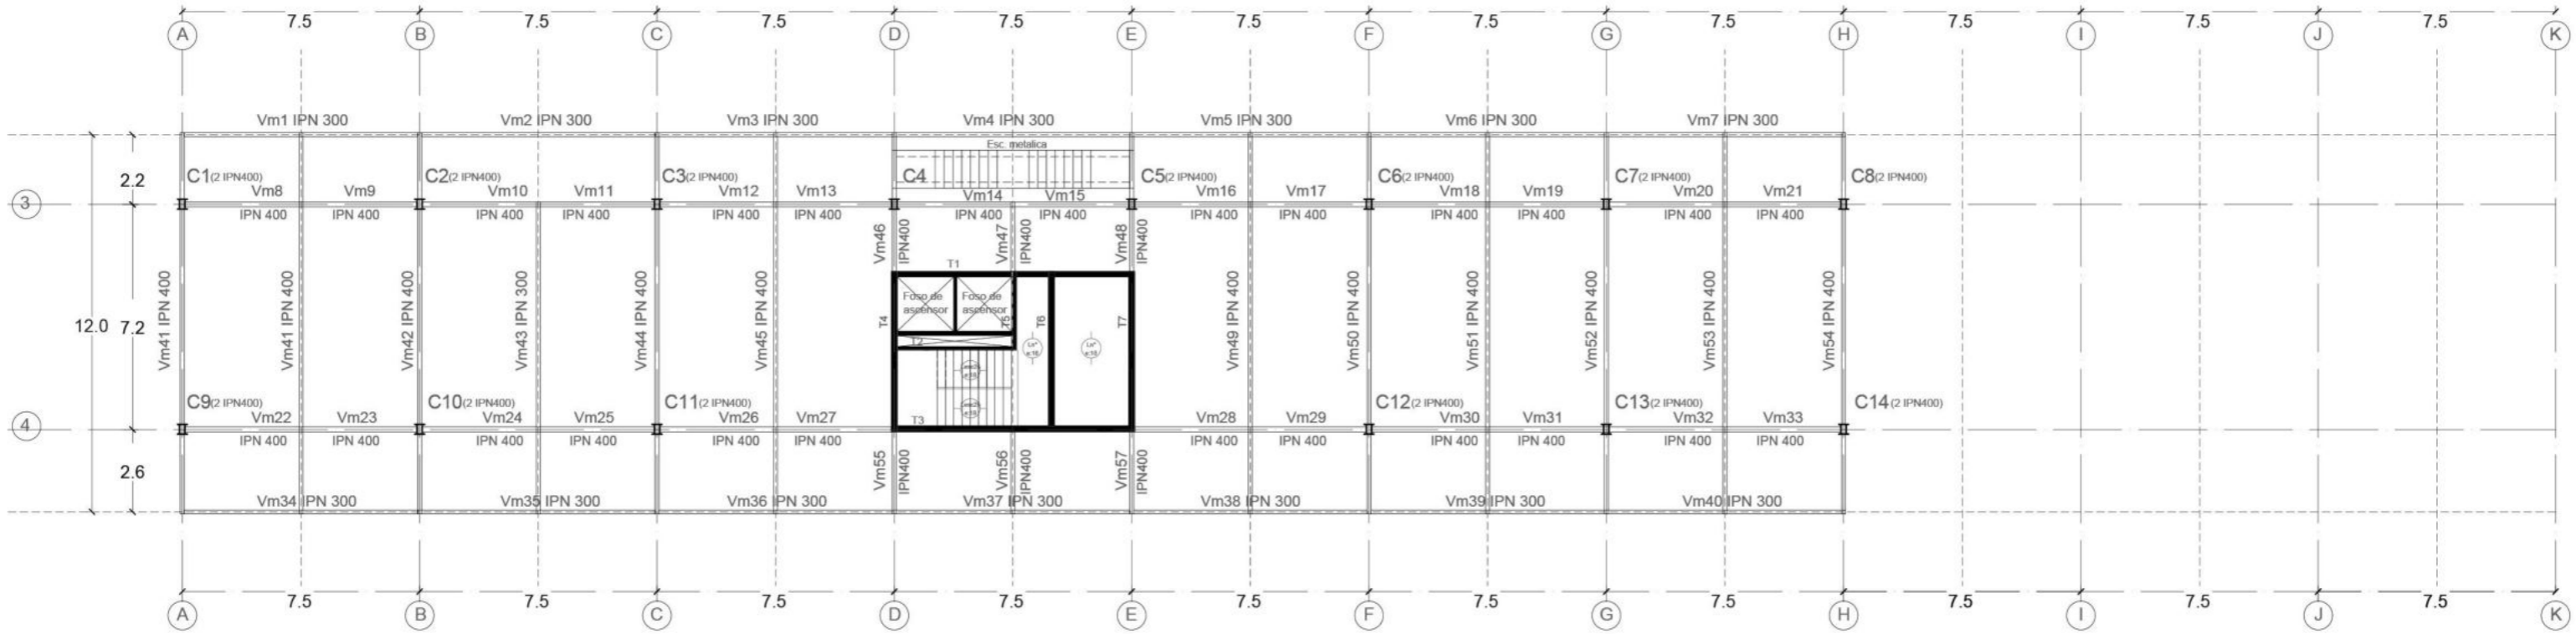 7.5 7.5 7.5 7.5 7.5 7.5 7.5 7.5 7.5 7.5
A B C D E F G H I J K
Vm1 IPN 300 Vm2 IPN 300 Vm3 IPN 300 Vm4 IPN 300 Vm5 IPN 300 Vm6 IPN 300 Vm7 IPN 300
Esc. metalica
2.2
C1(2 IPN400) C2(2 IPN400) C3(2 IPN400) C4 C5(2 IPN400) C6(2 IPN400) C7(2 IPN400) C8(2 IPN400)
Vm8 Vm9 Vm10 Vm11 Vm12 Vm13 Vm14 Vm15 Vm16 Vm17 Vm18 Vm19 Vm20 Vm21
3
IPN 400 IPN 400 IPN 400 IPN 400 IPN 400 IPN 400 IPN 400 IPN 400 IPN 400 IPN 400 IPN 400 IPN 400 IPN 400 IPN 400
Vm46 IPN400 Vm47 IPN400 Vm48 IPN400
T1
Foso de ascensor
Foso de ascensor
12.0 7.2
Vm41 IPN 400 Vm41 IPN 400 Vm42 IPN 400 Vm43 IPN 300 Vm44 IPN 400 Vm45 IPN 400 T4 T5 T6 T7 Vm49 IPN 400 Vm50 IPN 400 Vm51 IPN 400 Vm52 IPN 400 Vm53 IPN 400 Vm54 IPN 400
T2
C9(2 IPN400) C10(2 IPN400) C11(2 IPN400) C12(2 IPN400) C13(2 IPN400) C14(2 IPN400)
Vm22 Vm23 Vm24 Vm25 Vm26 Vm27 T3 Vm28 Vm29 Vm30 Vm31 Vm32 Vm33
4
IPN 400 IPN 400 IPN 400 IPN 400 IPN 400 IPN 400 IPN 400 IPN 400 IPN 400 IPN 400 IPN 400 IPN 400
2.6
Vm55 IPN400 Vm56 IPN400 Vm57 IPN400
Vm34 IPN 300 Vm35 IPN 300 Vm36 IPN 300 Vm37 IPN 300 Vm38 IPN 300 Vm39 IPN 300 Vm40 IPN 300
7.5 7.5 7.5 7.5 7.5 7.5 7.5 7.5 7.5 7.5
A B C D E F G H I J K